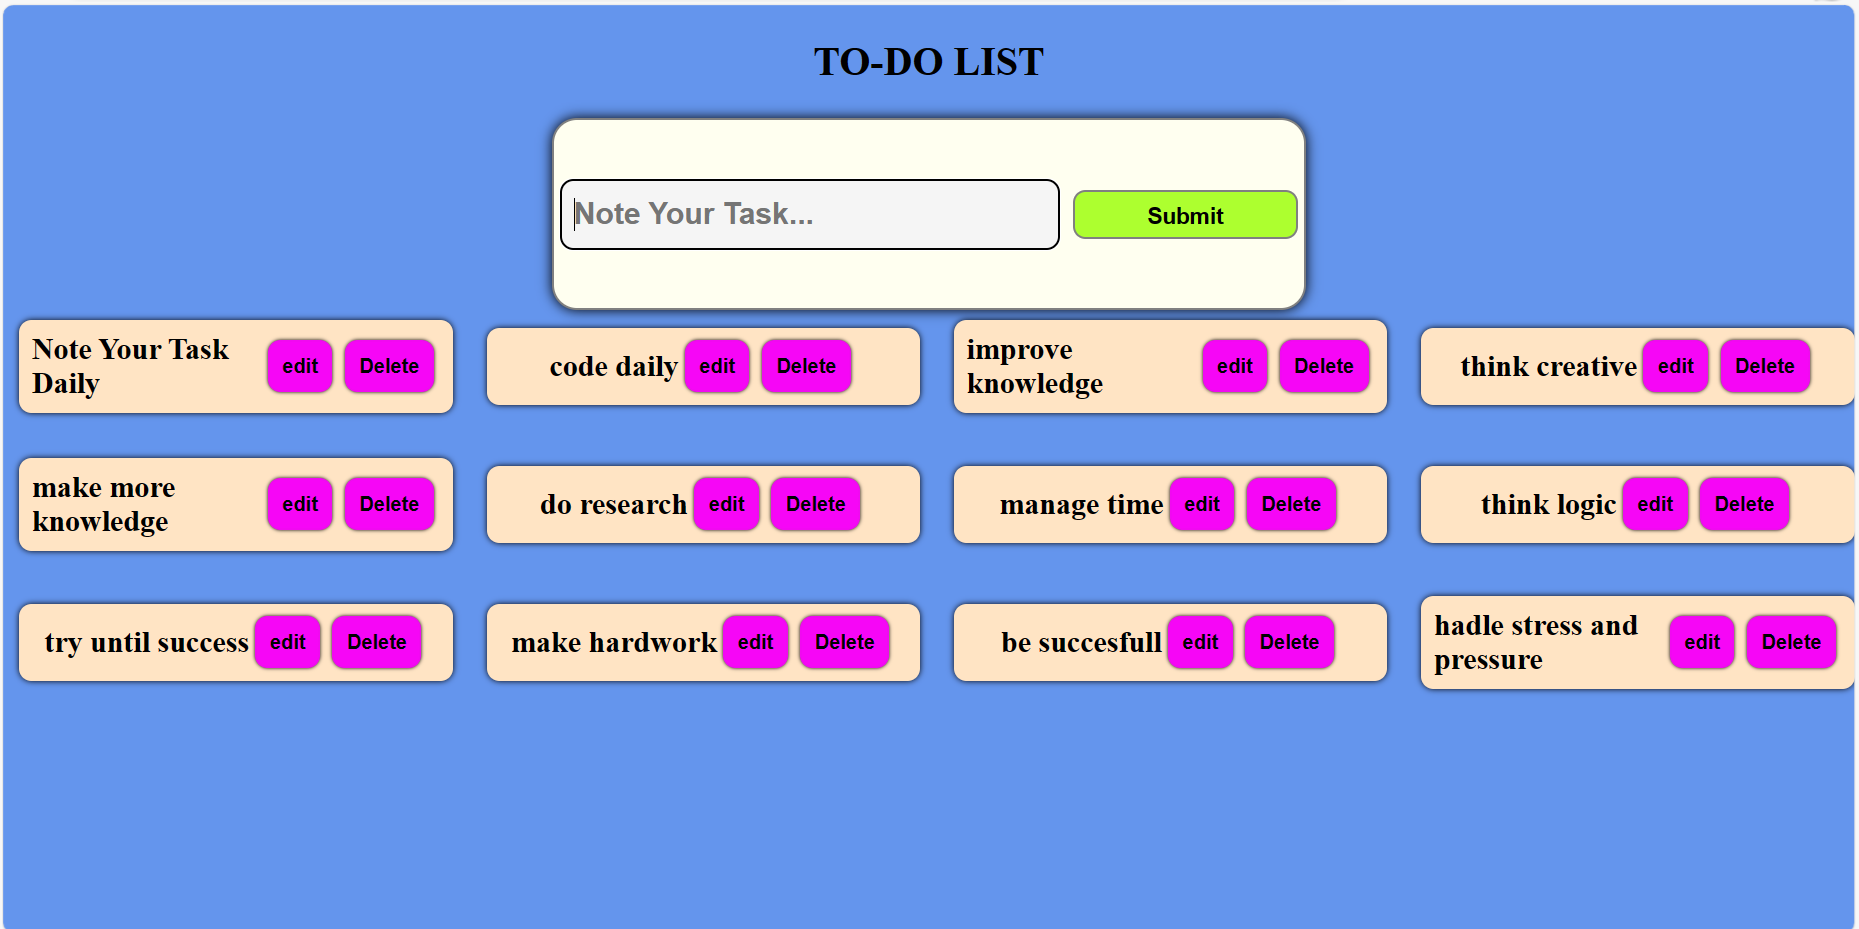 TO-DO LIST
Note Your Task...
Submit
Note Your Task
Daily
edit
Delete
code daily
edit
Delete
improve
knowledge
edit
Delete
think creative
edit
Delete
make more
knowledge
edit
Delete
do research
edit
Delete
manage time
edit
Delete
think logic
edit
Delete
try until success
edit
Delete
make hardwork
edit
Delete
be succesfull
edit
Delete
hadle stress and
pressure
edit
Delete